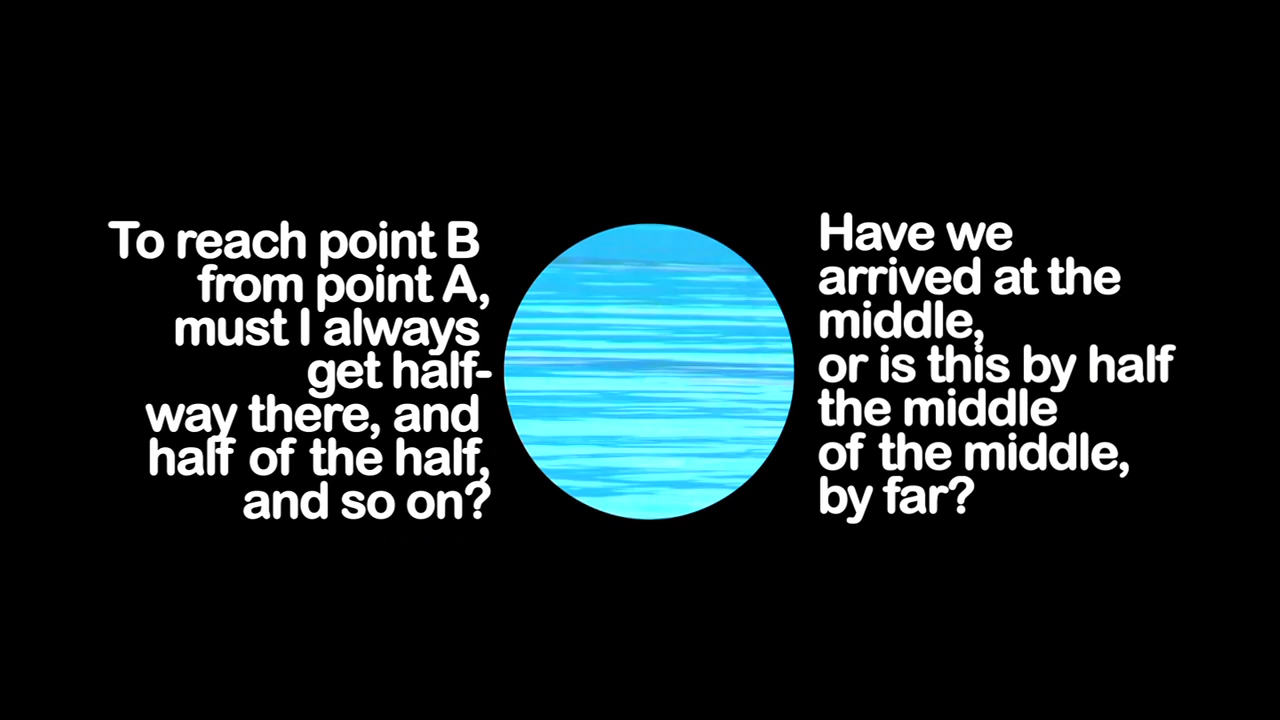 To reach point B
from point A,
must I always
get half-
way there, and
half of the half,
and so on?
Have we
arrived at the
middle,
or is this by half
the middle
of the middle,
by far?